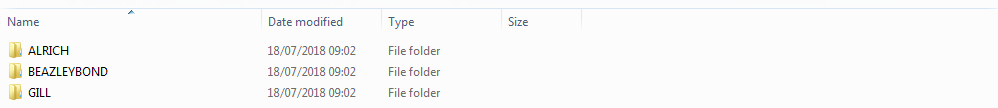 Name Date modified Type Size
ALRICH 18/07/2018 09:02 File folder
BEAZLEYBOND 18/07/2018 09:02 File folder
GILL 18/07/2018 09:02 File folder